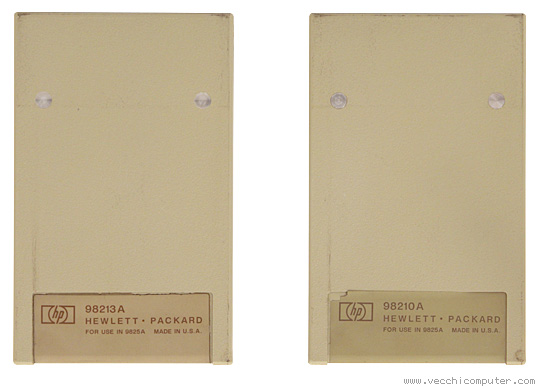 hp
98213A
HEWLETT • PACKARD
FOR USE IN 9825A MADE IN U.S.A.
hp
98210A
HEWLETT • PACKARD
FOR USE IN 9825A MADE IN U.S.A.
www.vecchicomputer.com